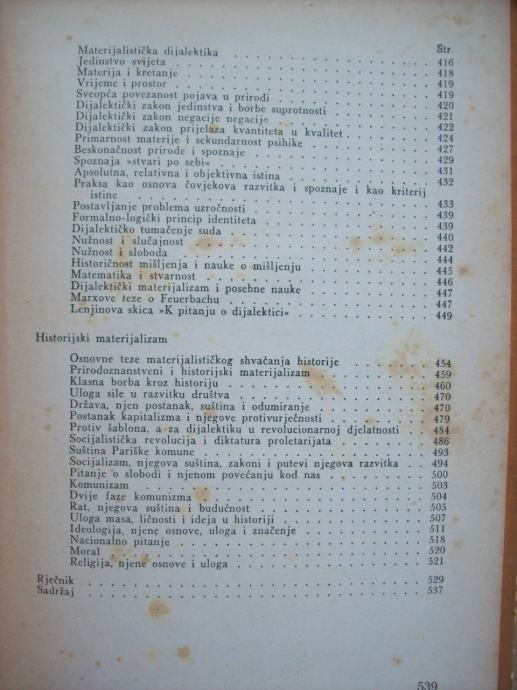 Str.
Materijalistička dijalektika . . . 416
Jedinstvo svijeta . . . 418
Materija i kretanje . . . 419
Vrijeme i prostor . . . 419
Sveopća povezanost pojava u prirodi . . . 420
Dijalektički zakon jedinstva i borbe suprotnosti . . . 421
Dijalektički zakon negacije negacije . . . 422
Dijalektički zakon prijelaza kvantiteta u kvalitet . . . 424
Primarnost materije i sekundarnost psihike . . . 427
Beskonačnost prirode i spoznaje . . . 429
Spoznaja »stvari po sebi« . . . 431
Apsolutna, relativna i objektivna istina . . . 432
Praksa kao osnova čovjekova razvitka i spoznaje i kao kriterij
istine . . . 433
Postavljanje problema uzročnosti . . . 439
Formalno-logički princip identiteta . . . 439
Dijalektičko tumačenje suda . . . 440
Nužnost i slučajnost . . . 442
Nužnost i sloboda . . . 444
Historičnost mišljenja i nauke o mišljenju . . . 445
Matematika i stvarnost . . . 446
Dijalektički materijalizam i posebne nauke . . . 447
Marxove teze o Feuerbachu . . . 447
Lenjinova skica »K pitanju o dijalektici« . . . 449
Historijski materijalizam
Osnovne teze materijalističkog shvaćanja historije . . . 454
Prirodoznanstveni i historijski materijalizam . . . 459
Klasna borba kroz historiju . . . 460
Uloga sile u razvitku društva . . . 470
Država, njen postanak, suština i odumiranje . . . 470
Postanak kapitalizma i njegove protivurječnosti . . . 479
Protiv šablona, a za dijalektiku u revolucionarnoj djelatnosti . . . 484
Socijalistička revolucija i diktatura proletarijata . . . 486
Suština Pariške komune . . . 493
Socijalizam, njegova suština, zakoni i putevi njegova razvitka . . . 494
Pitanje o slobodi i njenom povećanju kod nas . . . 500
Komunizam . . . 503
Dvije faze komunizma . . . 504
Rat, njegova suština i budućnost . . . 505
Uloga masa, ličnosti i ideja u historiji . . . 507
Ideologija, njene osnove, uloga i značenje . . . 511
Nacionalno pitanje . . . 518
Moral . . . 520
Religija, njene osnove i uloga . . . 521
Rječnik . . . 529
Sadržaj . . . 537
539